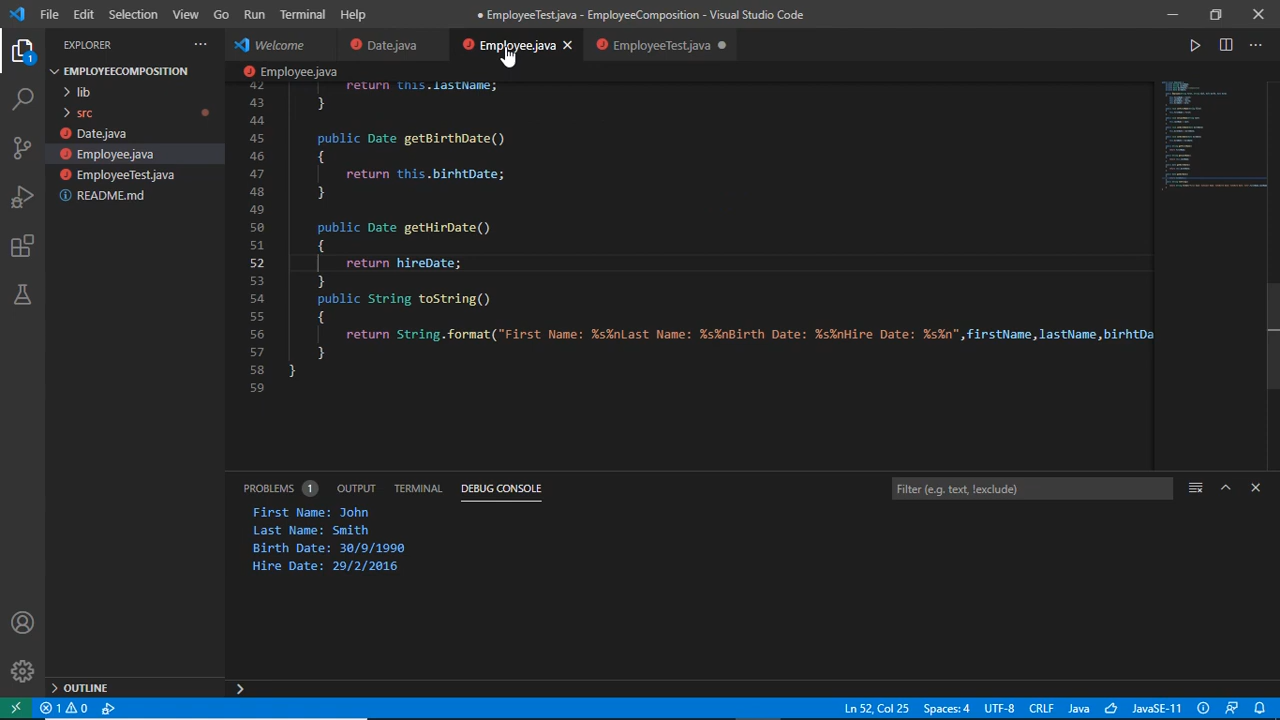 File Edit Selection View Go Run Terminal Help
● EmployeeTest.java - EmployeeComposition - Visual Studio Code
EXPLORER
Welcome
Date.java
Employee.java
EmployeeTest.java
EMPLOYEECOMPOSITION
lib
src
Date.java
Employee.java
EmployeeTest.java
README.md
1
Employee.java
42 return this.lastName;
43 }
44
45 public Date getBirthDate()
46 {
47 return this.birhtDate;
48 }
49
50 public Date getHirDate()
51 {
52 return hireDate;
53 }
54 public String toString()
55 {
56 return String.format("First Name: %s%nLast Name: %s%nBirth Date: %s%nHire Date: %s%n",firstName,lastName,birhtDa
57 }
58 }
59
PROBLEMS 1 OUTPUT TERMINAL DEBUG CONSOLE
Filter (e.g. text, !exclude)
First Name: John
Last Name: Smith
Birth Date: 30/9/1990
Hire Date: 29/2/2016
OUTLINE
1 0
Ln 52, Col 25 Spaces: 4 UTF-8 CRLF Java JavaSE-11